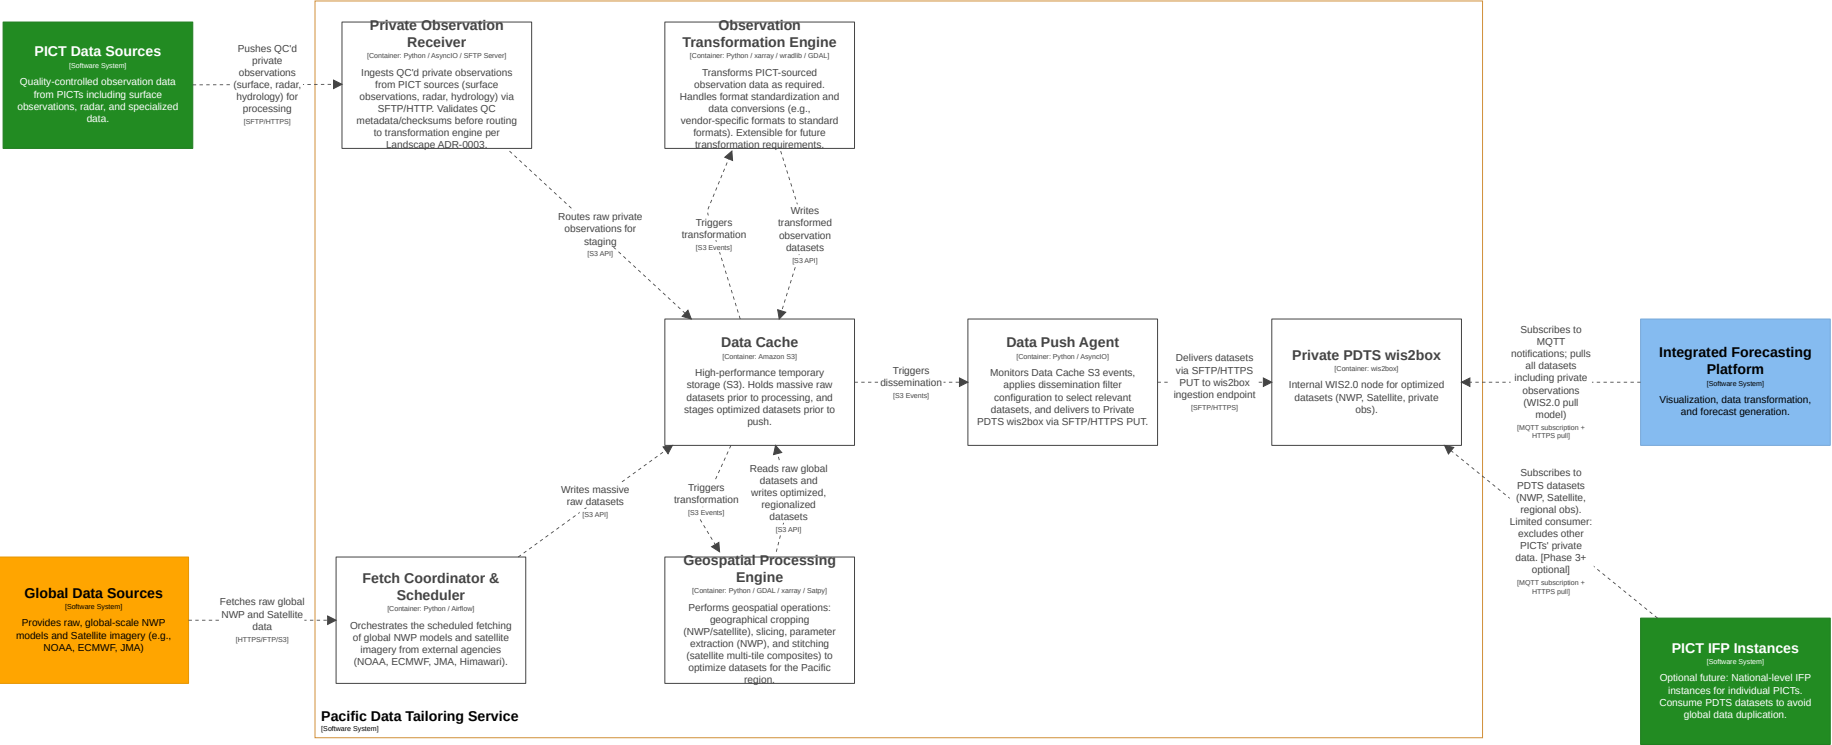 PICT Data Sources
[Software System]
Quality-controlled observation data
from PICTs including surface
observations, radar, and specialized
data.
Pushes QC'd
private
observations
(surface, radar,
hydrology) for
processing
[SFTP/HTTPS]
Private Observation
Receiver
[Container: Python / AsyncIO / SFTP Server]
Ingests QC'd private observations
from PICT sources (surface
observations, radar, hydrology) via
SFTP/HTTP. Validates QC
metadata/checksums before routing
to transformation engine per
Landscape ADR-0003.
Observation
Transformation Engine
[Container: Python / xarray / wradlib / GDAL]
Transforms PICT-sourced
observation data as required.
Handles format standardization and
data conversions (e.g.,
vendor-specific formats to standard
formats). Extensible for future
transformation requirements.
Routes raw private
observations for
staging
[S3 API]
Triggers
transformation
[S3 Events]
Writes
transformed
observation
datasets
[S3 API]
Data Cache
[Container: Amazon S3]
High-performance temporary
storage (S3). Holds massive raw
datasets prior to processing, and
stages optimized datasets prior to
push.
Triggers
dissemination
[S3 Events]
Data Push Agent
[Container: Python / AsyncIO]
Monitors Data Cache S3 events,
applies dissemination filter
configuration to select relevant
datasets, and delivers to Private
PDTS wis2box via SFTP/HTTPS PUT.
Delivers datasets
via SFTP/HTTPS
PUT to wis2box
ingestion endpoint
[SFTP/HTTPS]
Private PDTS wis2box
[Container: wis2box]
Internal WIS2.0 node for optimized
datasets (NWP, Satellite, private
obs).
Subscribes to
MQTT
notifications; pulls
all datasets
including private
observations
(WIS2.0 pull
model)
[MQTT subscription +
HTTPS pull]
Integrated Forecasting
Platform
[Software System]
Visualization, data transformation,
and forecast generation.
Writes massive
raw datasets
[S3 API]
Triggers
transformation
[S3 Events]
Reads raw global
datasets and
writes optimized,
regionalized
datasets
[S3 API]
Subscribes to
PDTS datasets
(NWP, Satellite,
regional obs).
Limited consumer:
excludes other
PICTs' private
data. [Phase 3+
optional]
[MQTT subscription +
HTTPS pull]
Global Data Sources
[Software System]
Provides raw, global-scale NWP
models and Satellite imagery (e.g.,
NOAA, ECMWF, JMA)
Fetches raw global
NWP and Satellite
data
[HTTPS/FTP/S3]
Fetch Coordinator &
Scheduler
[Container: Python / Airflow]
Orchestrates the scheduled fetching
of global NWP models and satellite
imagery from external agencies
(NOAA, ECMWF, JMA, Himawari).
Geospatial Processing
Engine
[Container: Python / GDAL / xarray / Satpy]
Performs geospatial operations:
geographical cropping
(NWP/satellite), slicing, parameter
extraction (NWP), and stitching
(satellite multi-tile composites) to
optimize datasets for the Pacific
region.
PICT IFP Instances
[Software System]
Optional future: National-level IFP
instances for individual PICTs.
Consume PDTS datasets to avoid
global data duplication.
Pacific Data Tailoring Service
[Software System]